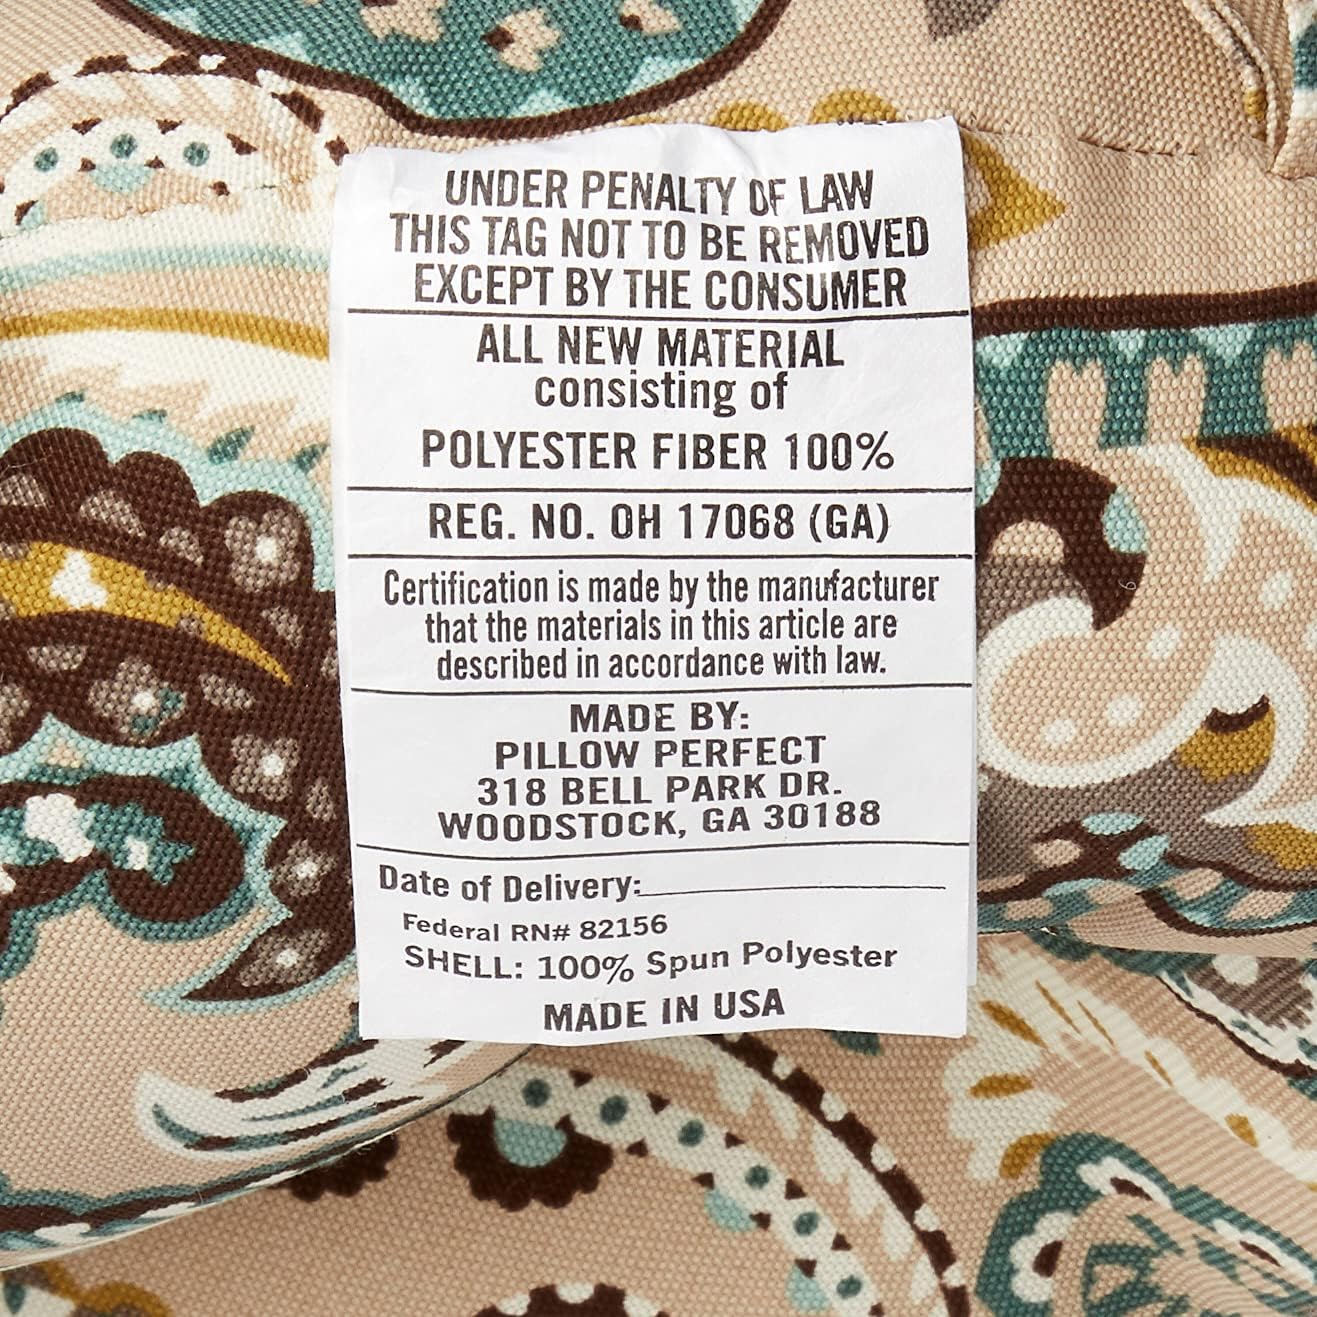 UNDER PENALTY OF LAW
THIS TAG NOT TO BE REMOVED
EXCEPT BY THE CONSUMER
ALL NEW MATERIAL
consisting of
POLYESTER FIBER 100%
REG. NO. OH 17068 (GA)
Certification is made by the manufacturer
that the materials in this article are
described in accordance with law.
MADE BY:
PILLOW PERFECT
318 BELL PARK DR.
WOODSTOCK, GA 30188
Date of Delivery:
Federal RN# 82156
SHELL: 100% Spun Polyester
MADE IN USA